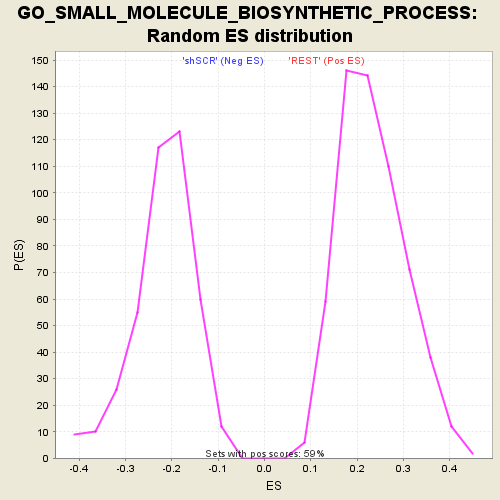 GO_SMALL_MOLECULE_BIOSYNTHETIC_PROCESS:
Random ES distribution
'shSCR' (Neg ES) 'REST' (Pos ES)
150
140
130
120
110
100
90
80
70
60
50
40
30
20
10
0
P(ES)
Sets with pos scores: 59%
-0.4 -0.3 -0.2 -0.1 0.0 0.1 0.2 0.3 0.4
ES